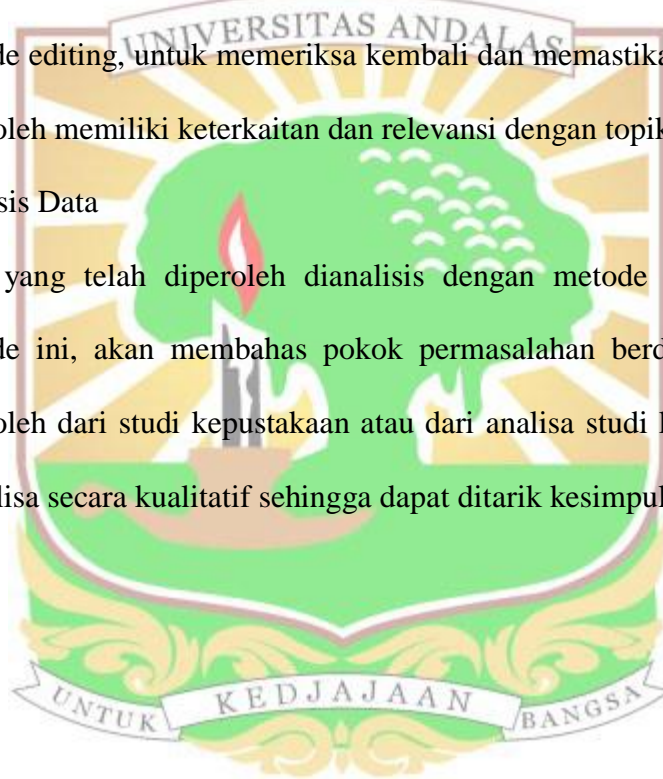 UNIVERSITAS ANDALAS
de editing, untuk memeriksa kembali dan memastika
oleh memiliki keterkaitan dan relevansi dengan topik
sis Data
yang telah diperoleh dianalisis dengan metode
de ini, akan membahas pokok permasalahan berd
oleh dari studi kepustakaan atau dari analisa studi l
lisa secara kualitatif sehingga dapat ditarik kesimpul
UNTUK KEDJAJAAN BANGSA